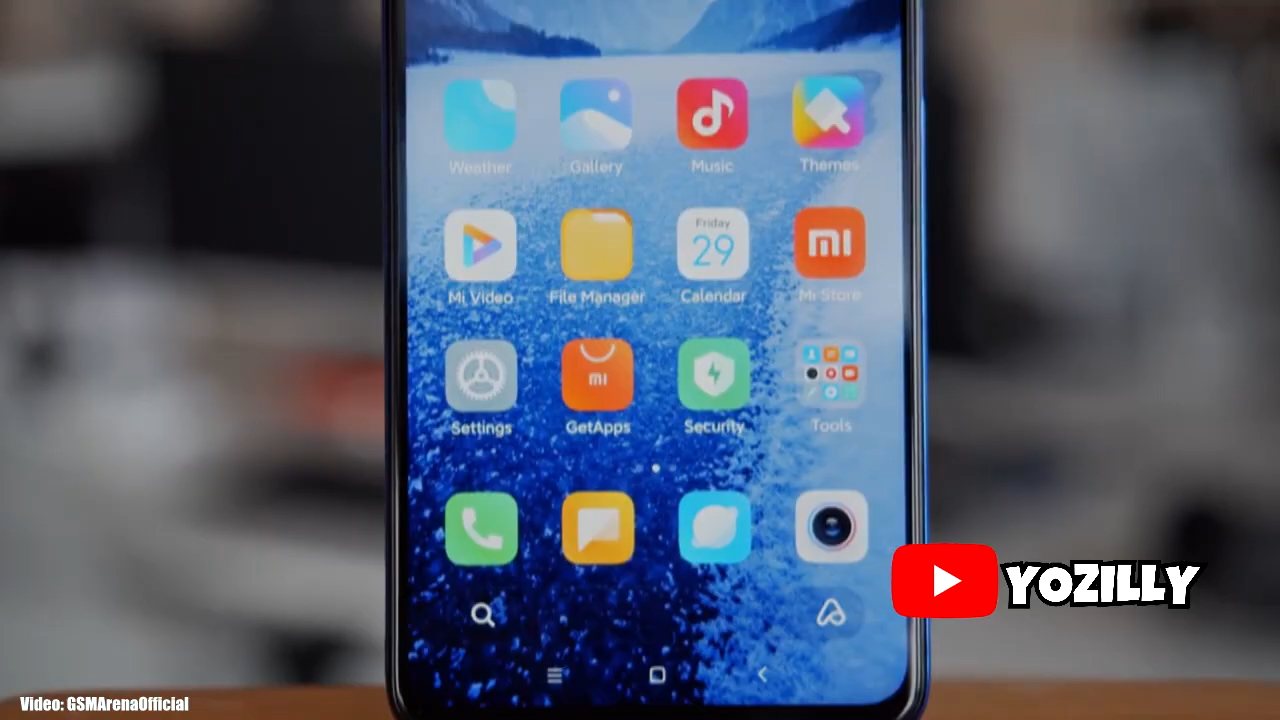 Weather Gallery Music Themes
Friday
29
mi
Mi Video File Manager Calendar Mi Store
mi
Settings GetApps Security Tools
YOZILLY
Video: GSMArenaOfficial